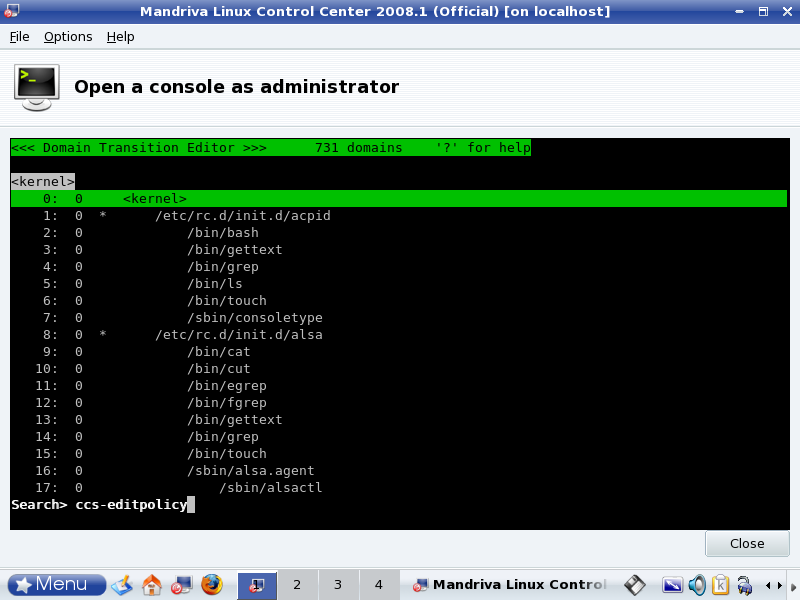 Mandriva Linux Control Center 2008.1 (Official) [on localhost]
File Options Help
Open a console as administrator
<<< Domain Transition Editor >>>      731 domains    '?' for help
<kernel>
0:  0     <kernel>
1:  0  *      /etc/rc.d/init.d/acpid
2:  0             /bin/bash
3:  0             /bin/gettext
4:  0             /bin/grep
5:  0             /bin/ls
6:  0             /bin/touch
7:  0             /sbin/consoletype
8:  0  *      /etc/rc.d/init.d/alsa
9:  0             /bin/cat
10:  0             /bin/cut
11:  0             /bin/egrep
12:  0             /bin/fgrep
13:  0             /bin/gettext
14:  0             /bin/grep
15:  0             /bin/touch
16:  0             /sbin/alsa.agent
17:  0                 /sbin/alsactl
Search> ccs-editpolicy
Close
Menu 1 2 3 4 Mandriva Linux Contro